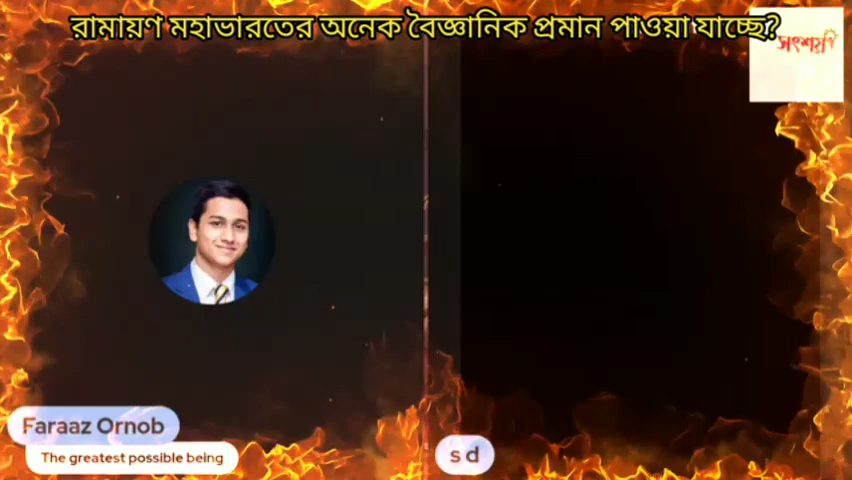 রামায়ণ মহাভারতের অনেক বৈজ্ঞানিক প্রমান পাওয়া যাচ্ছে?
সংশয়
Faraaz Ornob
The greatest possible being
s d